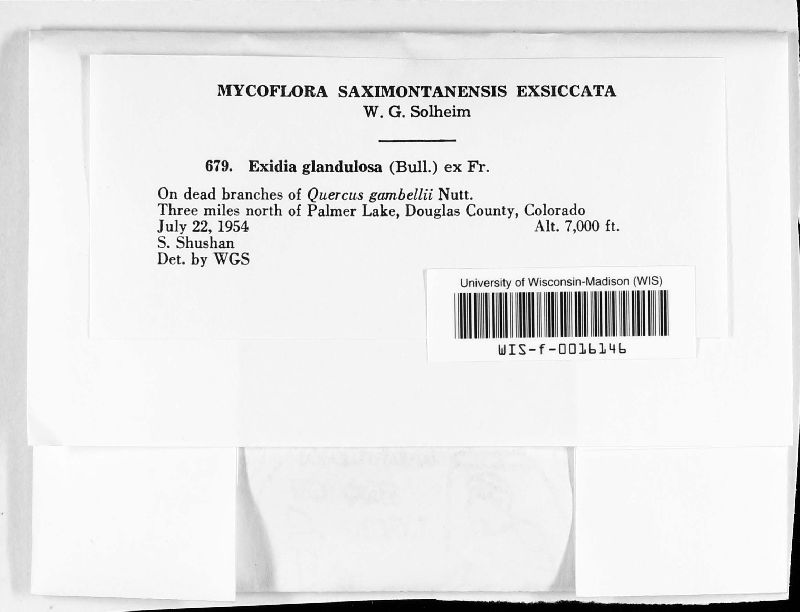 MYCOFLORA SAXIMONTANENSIS EXSICCATA
W. G. Solheim
679. Exidia glandulosa (Bull.) ex Fr.
On dead branches of Quercus gambellii Nutt.
Three miles north of Palmer Lake, Douglas County, Colorado
July 22, 1954 Alt. 7,000 ft.
S. Shushan
Det. by WGS
University of Wisconsin-Madison (WIS)
WIS-f-0016146